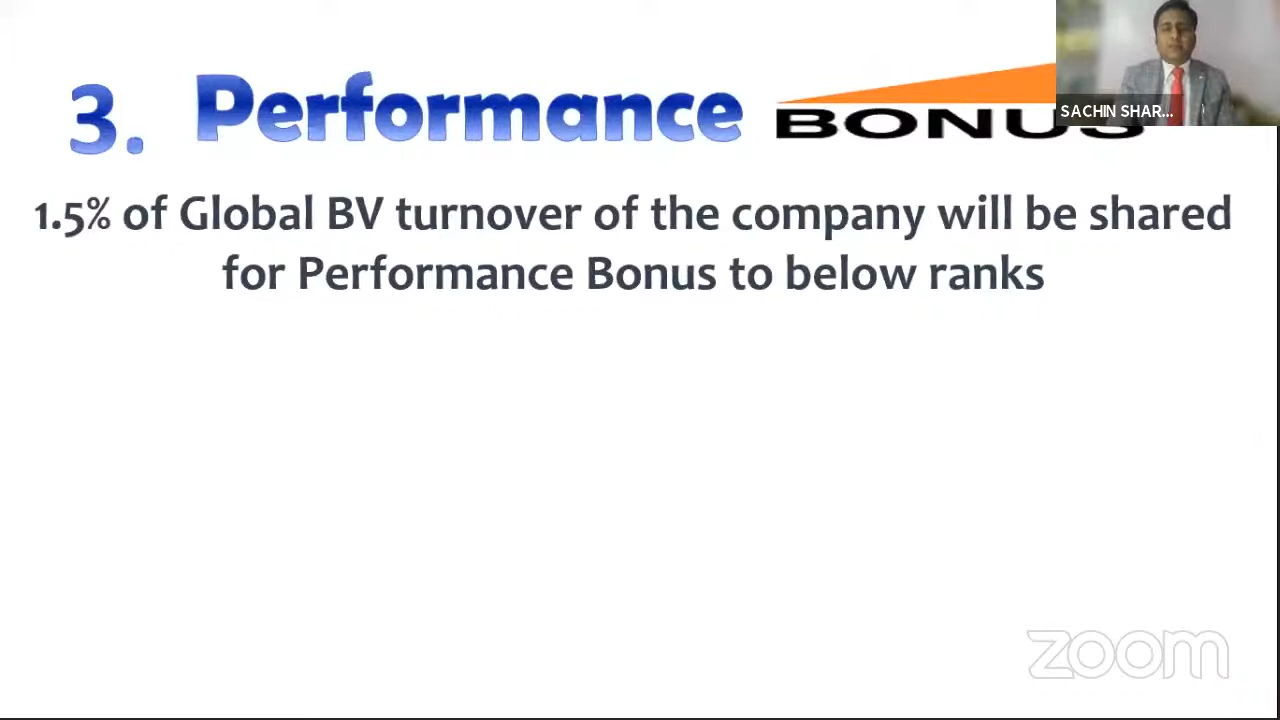 3. Performance BONUS
SACHIN SHAR...
1.5% of Global BV turnover of the company will be shared
for Performance Bonus to below ranks
zoom